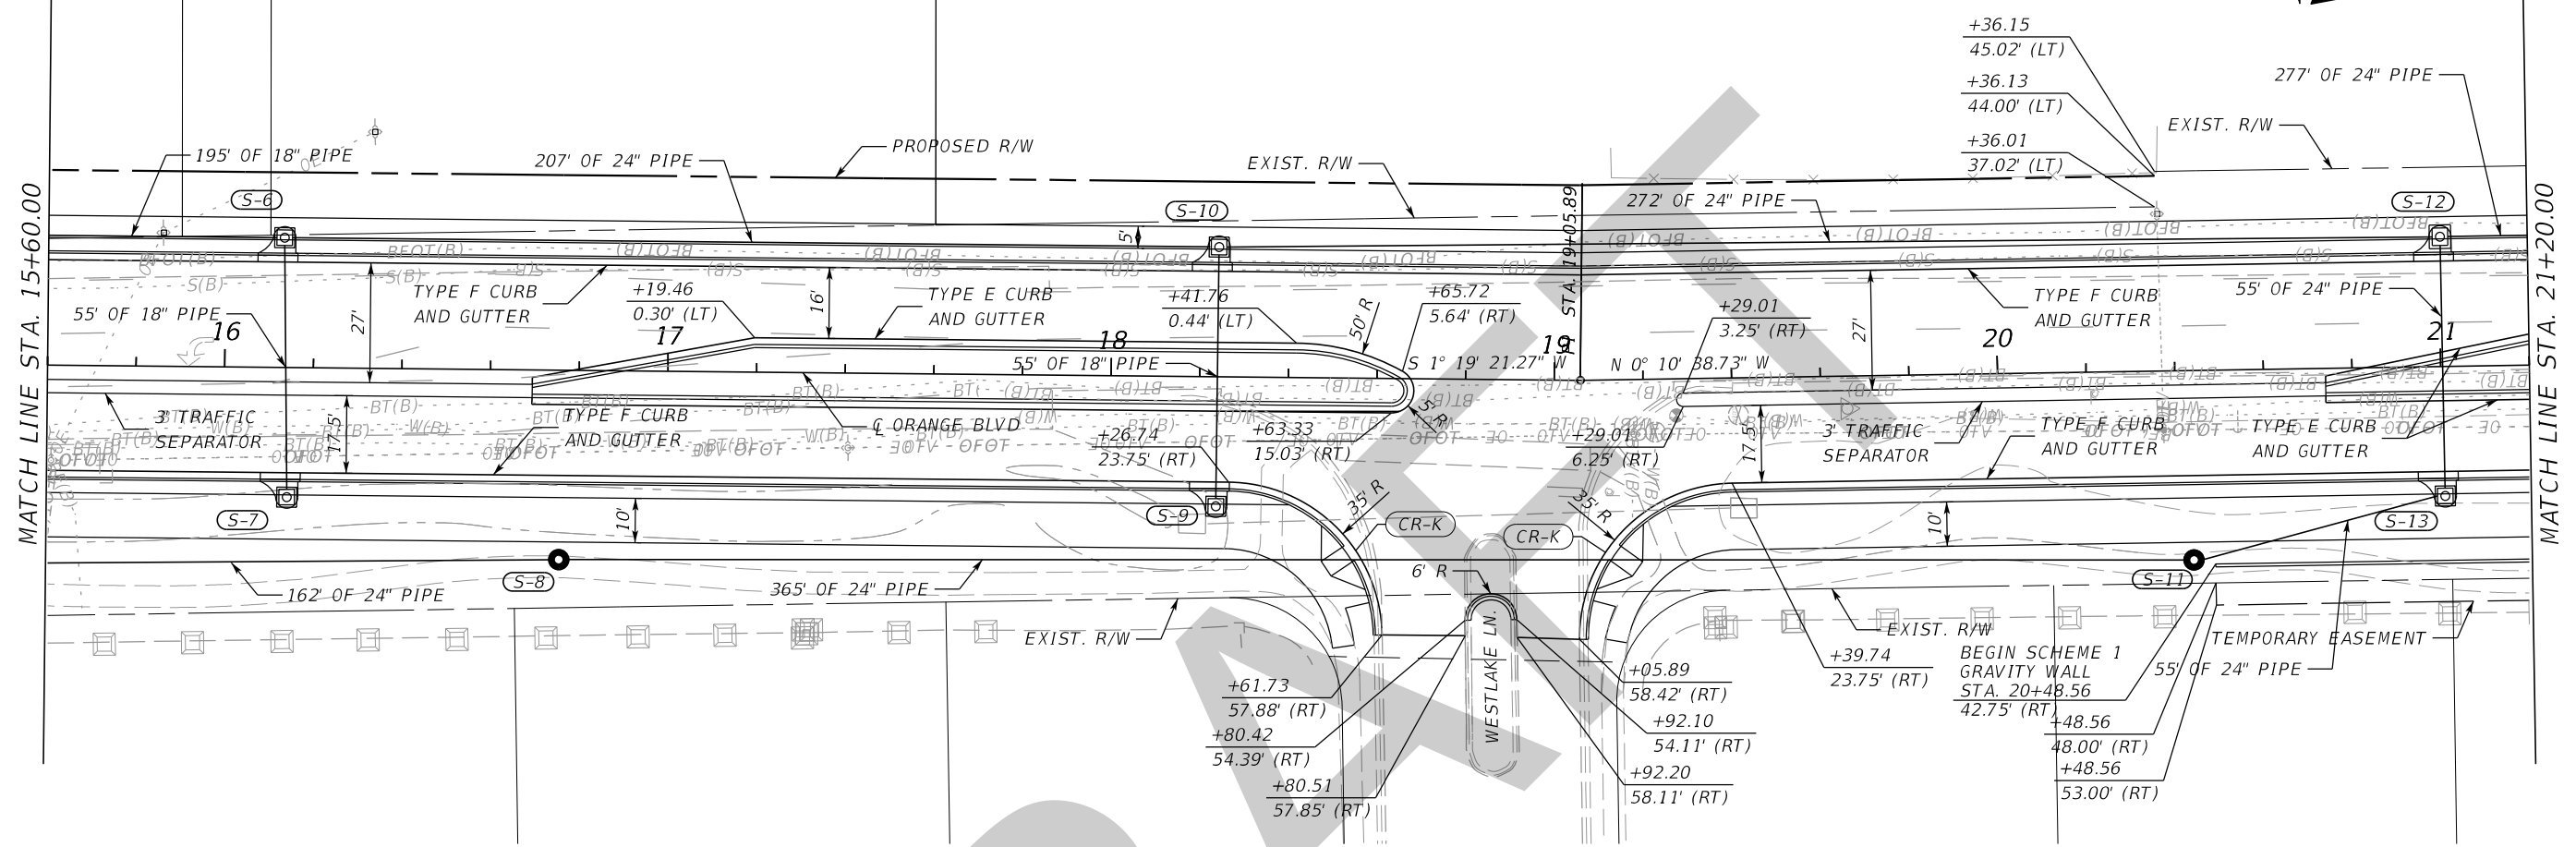 MATCH LINE STA. 15+60.00
195' OF 18" PIPE
S-6
207' OF 24" PIPE
PROPOSED R/W
S-10
EXIST. R/W
5'
+36.15
45.02' (LT)
+36.13
44.00' (LT)
+36.01
37.02' (LT)
277' OF 24" PIPE
EXIST. R/W
272' OF 24" PIPE
S-12
PT STA. 19+05.89
MATCH LINE STA. 21+20.00
BFOT(B)
S(B)
55' OF 18" PIPE
16
27'
TYPE F CURB
AND GUTTER
+19.46
0.30' (LT)
17
16'
TYPE E CURB
AND GUTTER
+41.76
0.44' (LT)
18
55' OF 18" PIPE
50' R
+65.72
5.64' (RT)
19
S 1° 19' 21.27" W
N 0° 10' 38.73" W
+29.01
3.25' (RT)
27'
20
TYPE F CURB
AND GUTTER
55' OF 24" PIPE
21
3' TRAFFIC
SEPARATOR
17.5'
TYPE F CURB
AND GUTTER
℄ ORANGE BLVD
BT(B)
W(B)
OFOT
+26.74
23.75' (RT)
+63.33
15.03' (RT)
5' R
+29.01
6.25' (RT)
17.5'
3' TRAFFIC
SEPARATOR
TYPE F CURB
AND GUTTER
TYPE E CURB
AND GUTTER
S-7
10'
S-9
35' R
CR-K
CR-K
35' R
10'
S-13
S-8
162' OF 24" PIPE
365' OF 24" PIPE
6' R
S-11
EXIST. R/W
WESTLAKE LN.
EXIST. R/W
TEMPORARY EASEMENT
55' OF 24" PIPE
BEGIN SCHEME 1
GRAVITY WALL
STA. 20+48.56
42.75' (RT)
+61.73
57.88' (RT)
+80.42
54.39' (RT)
+80.51
57.85' (RT)
+05.89
58.42' (RT)
+92.10
54.11' (RT)
+92.20
58.11' (RT)
+39.74
23.75' (RT)
+48.56
48.00' (RT)
+48.56
53.00' (RT)